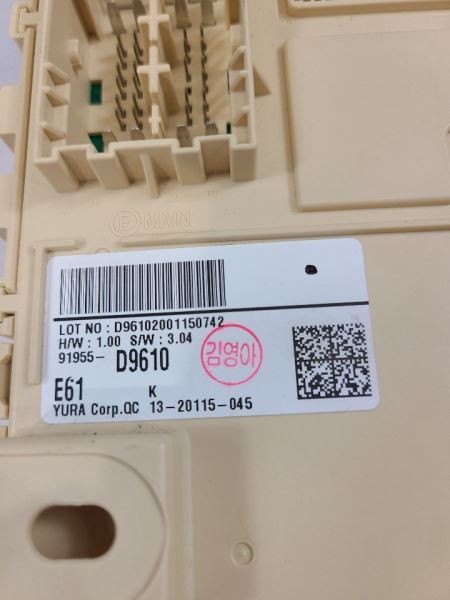 E MAIN
LOT NO : D96102001150742
H/W : 1.00 S/W : 3.04
91955- D9610
김영아
E61 K
YURA Corp.QC 13-20115-045